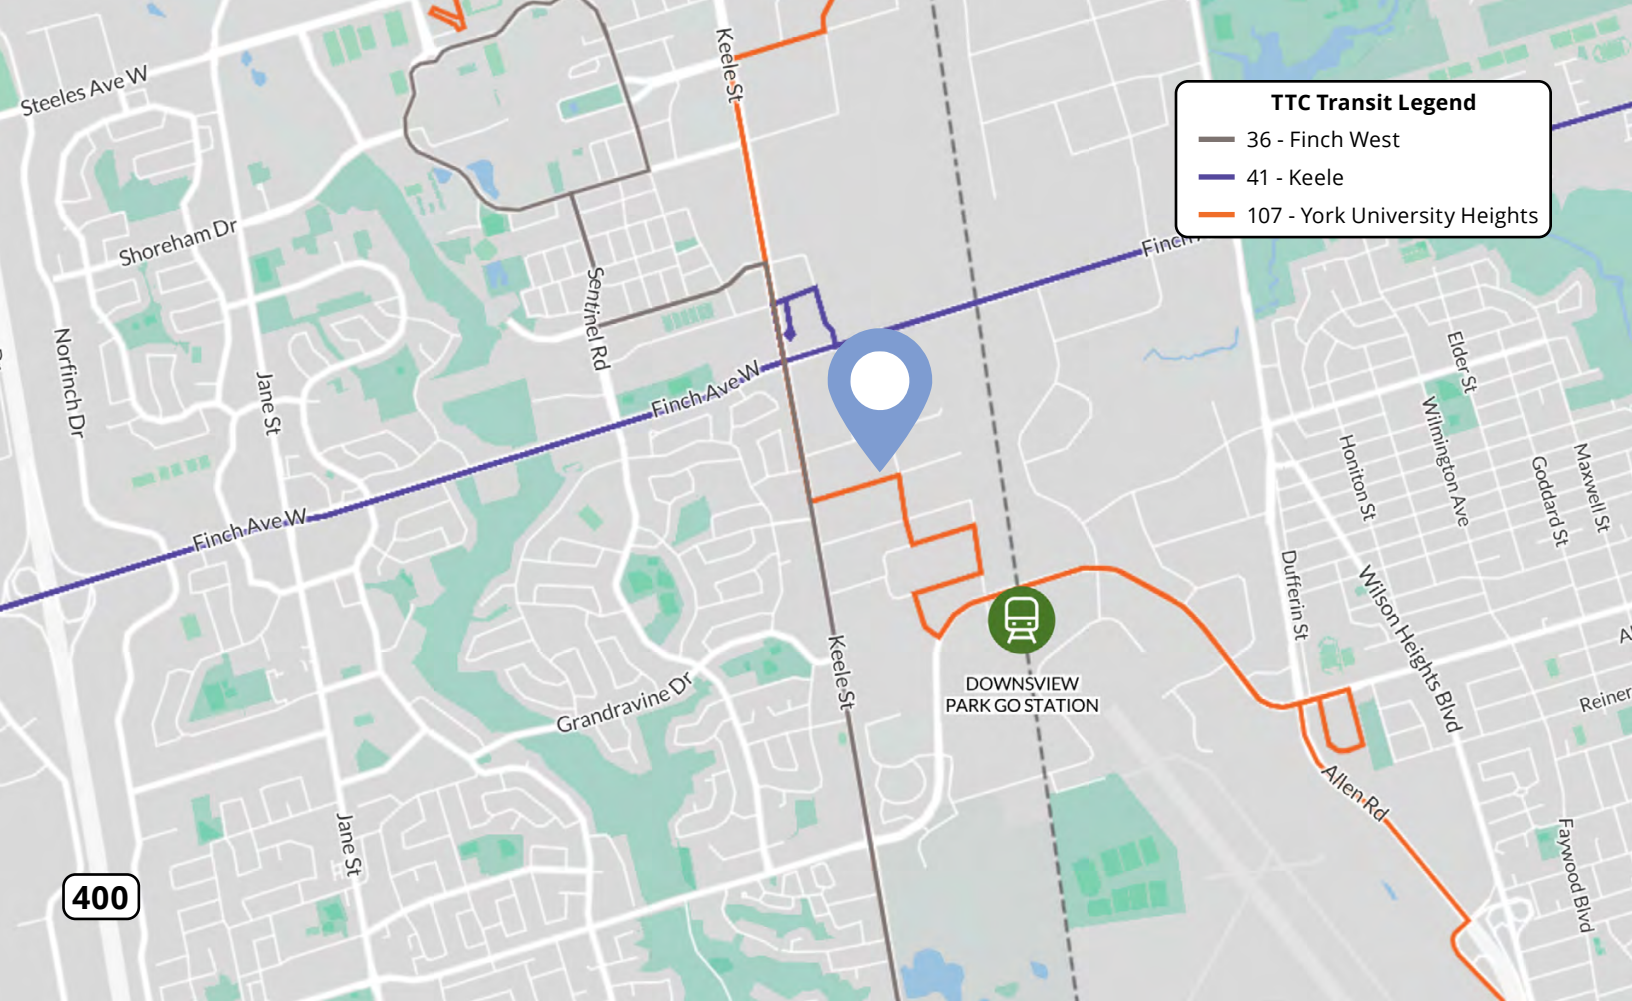 Keele St
Steeles Ave W
TTC Transit Legend
36 - Finch West
41 - Keele
107 - York University Heights
Shoreham Dr
Sentinel Rd
Norfinch Dr
Jane St
Finch Ave W
Elder St
Wilmington Ave
Honiton St
Goddard St
Maxwell St
Finch Ave W
Dufferin St
Wilson Heights Blvd
Keele St
Grandravine Dr
DOWNSVIEW
PARK GO STATION
Allen Rd
Jane St
Faywood Blvd
400